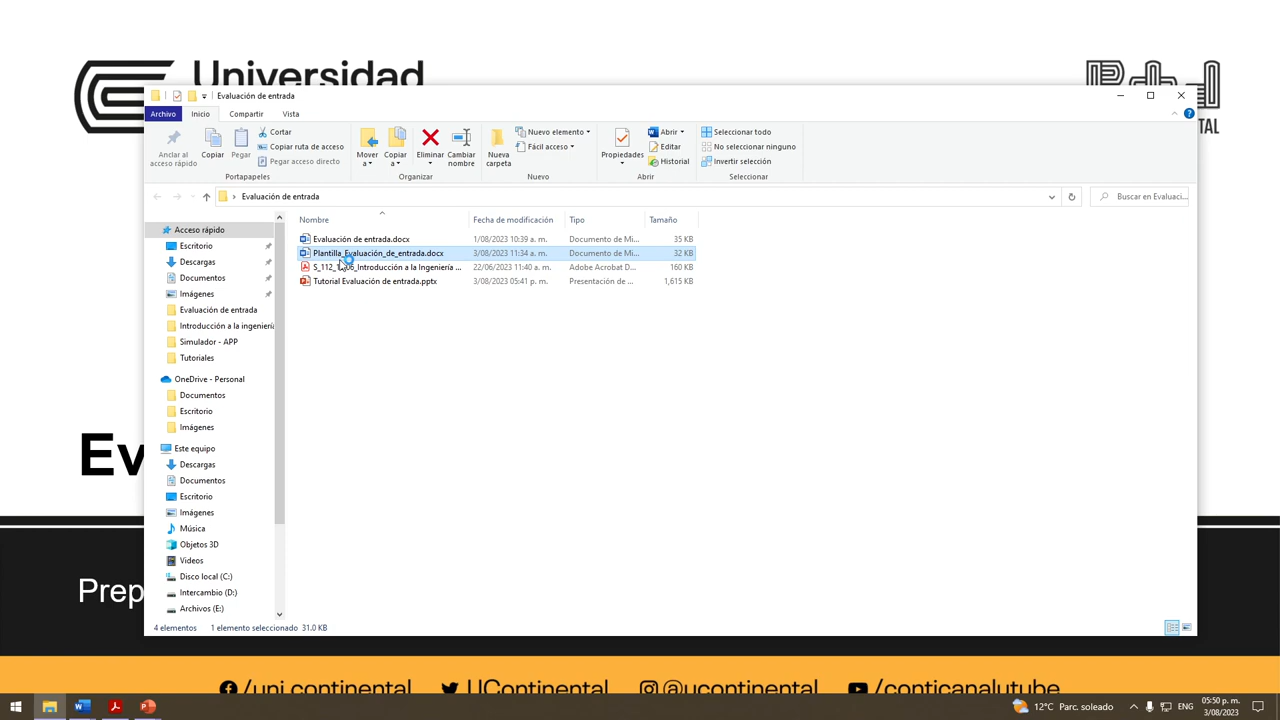 Universidad
Evaluación de entrada
Archivo Inicio Compartir Vista
Anclar al acceso rápido
Copiar
Pegar
Cortar
Copiar ruta de acceso
Pegar acceso directo
Portapapeles
Mover a
Copiar a
Eliminar
Cambiar nombre
Organizar
Nueva carpeta
Nuevo elemento
Fácil acceso
Nuevo
Propiedades
Abrir
Editar
Historial
Abrir
Seleccionar todo
No seleccionar ninguno
Invertir selección
Seleccionar
Evaluación de entrada
Buscar en Evaluaci...
Nombre Fecha de modificación Tipo Tamaño
Evaluación de entrada.docx 1/08/2023 10:39 a. m. Documento de Mi... 35 KB
Plantilla_Evaluación_de_entrada.docx 3/08/2023 11:34 a. m. Documento de Mi... 32 KB
Introducción a la Ingeniería ... 22/06/2023 11:40 a. m. Adobe Acrobat D... 160 KB
Tutorial Evaluación de entrada.pptx 3/08/2023 05:41 p. m. Presentación de ... 1,615 KB
Acceso rápido
Escritorio
Descargas
Documentos
Imágenes
Evaluación de entrada
Introducción a la ingeniería
Simulador - APP
Tutoriales
OneDrive - Personal
Documentos
Escritorio
Imágenes
Este equipo
Descargas
Documentos
Escritorio
Imágenes
Música
Objetos 3D
Videos
Disco local (C:)
Intercambio (D:)
Archivos (E:)
4 elementos 1 elemento seleccionado 31.0 KB
Ev
Prep
/uni.continental UContinental @ucontinental /conticanalutube
12°C Parc. soleado ENG 05:50 p. m.
3/08/2023